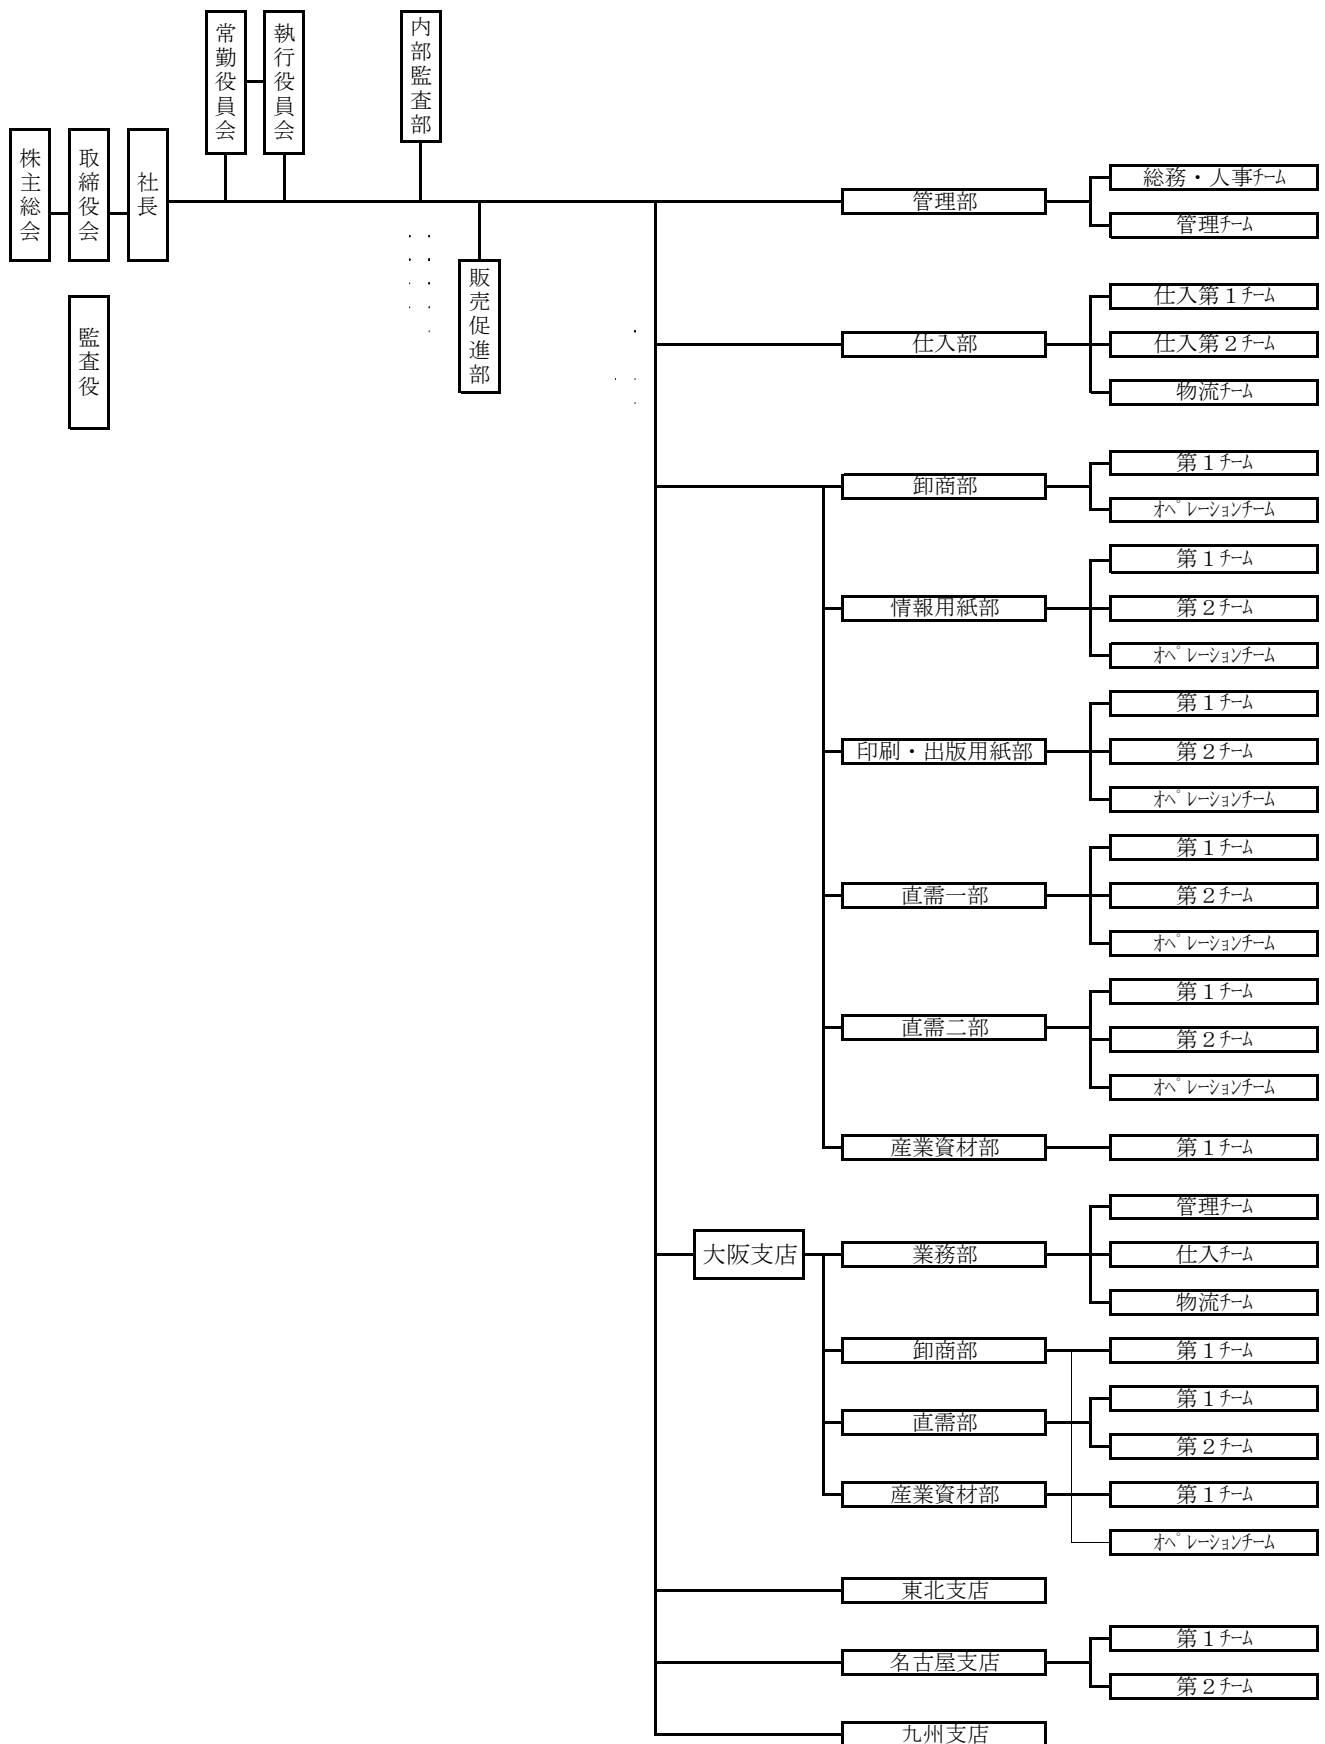 常勤役員会
執行役員会
内部監査部
株主総会
取締役会
社長
監査役
販売促進部
管理部
総務・人事ﾁｰﾑ
管理ﾁｰﾑ
仕入部
仕入第１ﾁｰﾑ
仕入第２ﾁｰﾑ
物流ﾁｰﾑ
卸商部
第１ﾁｰﾑ
ｵﾍﾟﾚｰｼｮﾝﾁｰﾑ
情報用紙部
第１ﾁｰﾑ
第２ﾁｰﾑ
ｵﾍﾟﾚｰｼｮﾝﾁｰﾑ
印刷・出版用紙部
第１ﾁｰﾑ
第２ﾁｰﾑ
ｵﾍﾟﾚｰｼｮﾝﾁｰﾑ
直需一部
第１ﾁｰﾑ
第２ﾁｰﾑ
ｵﾍﾟﾚｰｼｮﾝﾁｰﾑ
直需二部
第１ﾁｰﾑ
第２ﾁｰﾑ
ｵﾍﾟﾚｰｼｮﾝﾁｰﾑ
産業資材部
第１ﾁｰﾑ
大阪支店
業務部
管理ﾁｰﾑ
仕入ﾁｰﾑ
物流ﾁｰﾑ
卸商部
第１ﾁｰﾑ
直需部
第１ﾁｰﾑ
第２ﾁｰﾑ
産業資材部
第１ﾁｰﾑ
ｵﾍﾟﾚｰｼｮﾝﾁｰﾑ
東北支店
名古屋支店
第１ﾁｰﾑ
第２ﾁｰﾑ
九州支店